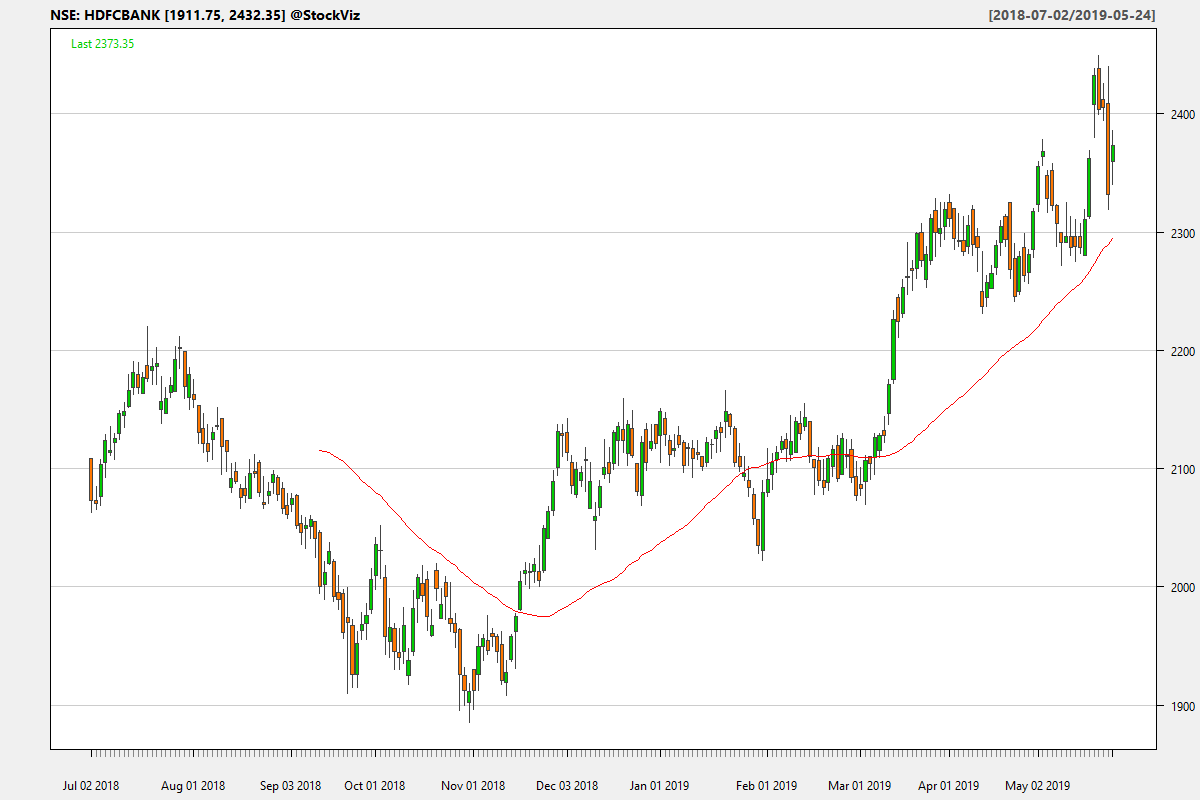 NSE: HDFCBANK [1911.75, 2432.35] @StockViz
[2018-07-02/2019-05-24]
Last 2373.35
2400
2300
2200
2100
2000
1900
Jul 02 2018 Aug 01 2018 Sep 03 2018 Oct 01 2018 Nov 01 2018 Dec 03 2018 Jan 01 2019 Feb 01 2019 Mar 01 2019 Apr 01 2019 May 02 2019